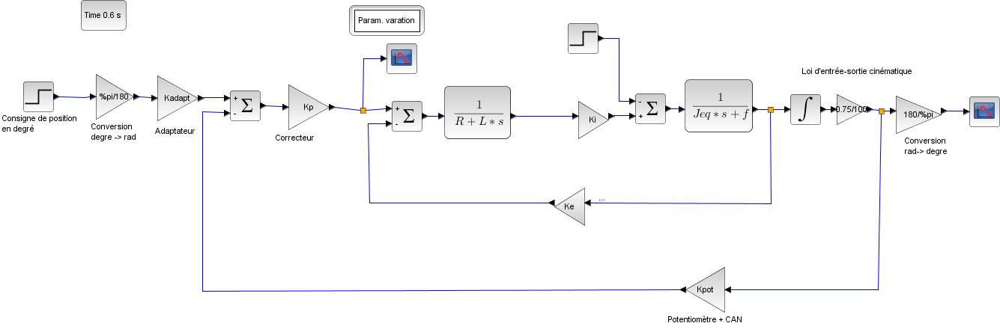 Time 0.6 s
Param. varation
Loi d'entrée-sortie cinématique
%pi/180
Kadapt
+
-
Σ
Kp
+
-
Σ
1
R + L * s
Ki
-
+
Σ
1
Jeq * s + f
∫
0.75/100
180/%pi
Consigne de position
en degré
Conversion
degre -> rad
Adaptateur
Correcteur
Conversion
rad-> degre
Ke
...
Kpot
Potentiomètre + CAN